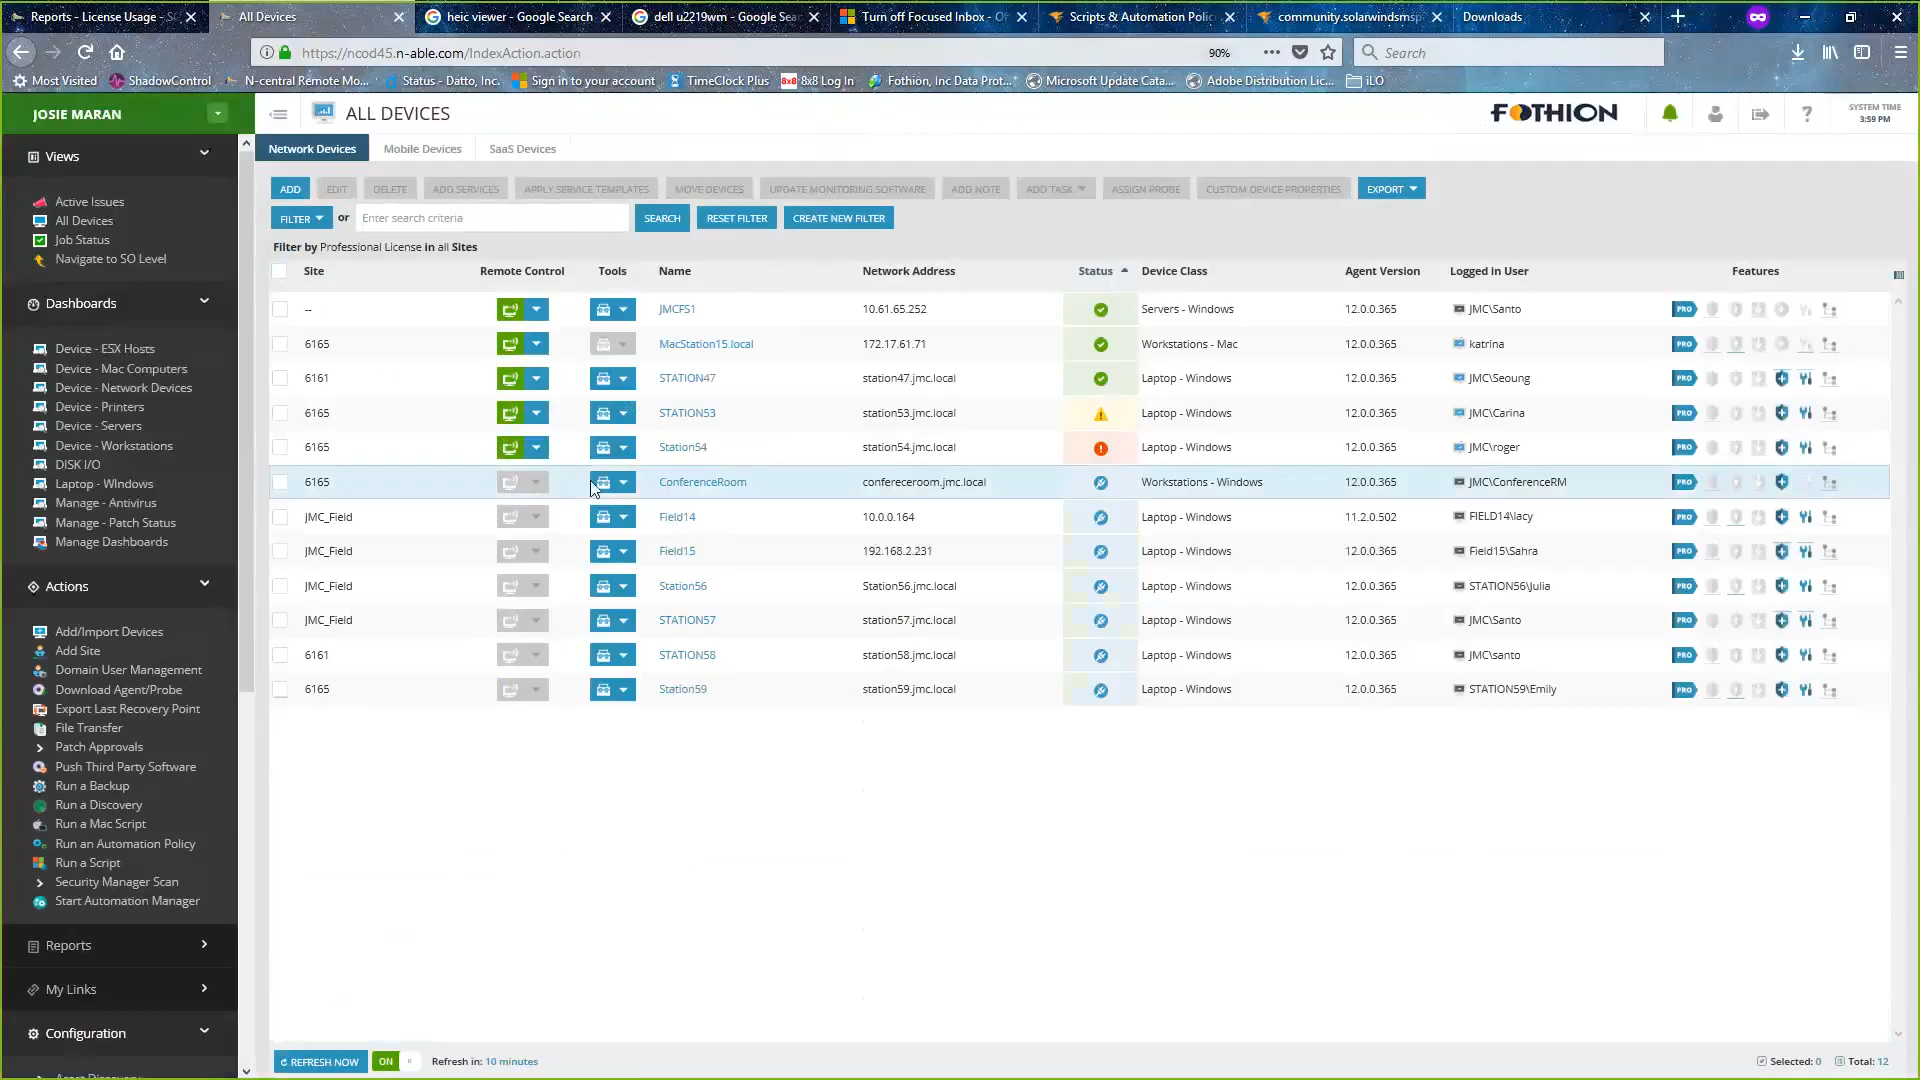 Reports - License Usage - SO
All Devices
heic viewer - Google Search
dell u2219wm - Google Sea
Turn off Focused Inbox - Of
Scripts & Automation Polic
community.solarwindsmsp
Downloads
https://ncod45.n-able.com/IndexAction.action
90%
Search
Most Visited
ShadowControl
N-central Remote Mo...
Status - Datto, Inc.
Sign in to your account
TimeClock Plus
8x8 Log In
Fothion, Inc Data Prot...
Microsoft Update Cata...
Adobe Distribution Lic...
iLO
JOSIE MARAN
ALL DEVICES
FOTHION
SYSTEM TIME
3:59 PM
Views
Active Issues
All Devices
Job Status
Navigate to SO Level
Dashboards
Device - ESX Hosts
Device - Mac Computers
Device - Network Devices
Device - Printers
Device - Servers
Device - Workstations
DISK I/O
Laptop - WIndows
Manage - Antivirus
Manage - Patch Status
Manage Dashboards
Actions
Add/Import Devices
Add Site
Domain User Management
Download Agent/Probe
Export Last Recovery Point
File Transfer
Patch Approvals
Push Third Party Software
Run a Backup
Run a Discovery
Run a Mac Script
Run an Automation Policy
Run a Script
Security Manager Scan
Start Automation Manager
Reports
My Links
Configuration
Network Devices Mobile Devices SaaS Devices
ADD EDIT DELETE ADD SERVICES APPLY SERVICE TEMPLATES MOVE DEVICES UPDATE MONITORING SOFTWARE ADD NOTE ADD TASK ASSIGN PROBE CUSTOM DEVICE PROPERTIES EXPORT
FILTER or Enter search criteria SEARCH RESET FILTER CREATE NEW FILTER
Filter by Professional License in all Sites
Site Remote Control Tools Name Network Address Status Device Class Agent Version Logged in User Features
-- JMCFS1 10.61.65.252 Servers - Windows 12.0.0.365 JMC\Santo PRO
6165 MacStation15.local 172.17.61.71 Workstations - Mac 12.0.0.365 katrina PRO
6161 STATION47 station47.jmc.local Laptop - Windows 12.0.0.365 JMC\Seoung PRO
6165 STATION53 station53.jmc.local Laptop - Windows 12.0.0.365 JMC\Carina PRO
6165 Station54 station54.jmc.local Laptop - Windows 12.0.0.365 JMC\roger PRO
6165 ConferenceRoom confereceroom.jmc.local Workstations - Windows 12.0.0.365 JMC\ConferenceRM PRO
JMC_Field Field14 10.0.0.164 Laptop - Windows 11.2.0.502 FIELD14\lacy PRO
JMC_Field Field15 192.168.2.231 Laptop - Windows 12.0.0.365 Field15\Sahra PRO
JMC_Field Station56 Station56.jmc.local Laptop - Windows 12.0.0.365 STATION56\Julia PRO
JMC_Field STATION57 station57.jmc.local Laptop - Windows 12.0.0.365 JMC\Santo PRO
6161 STATION58 station58.jmc.local Laptop - Windows 12.0.0.365 JMC\santo PRO
6165 Station59 station59.jmc.local Laptop - Windows 12.0.0.365 STATION59\Emily PRO
REFRESH NOW ON Refresh in: 10 minutes Selected: 0 Total: 12